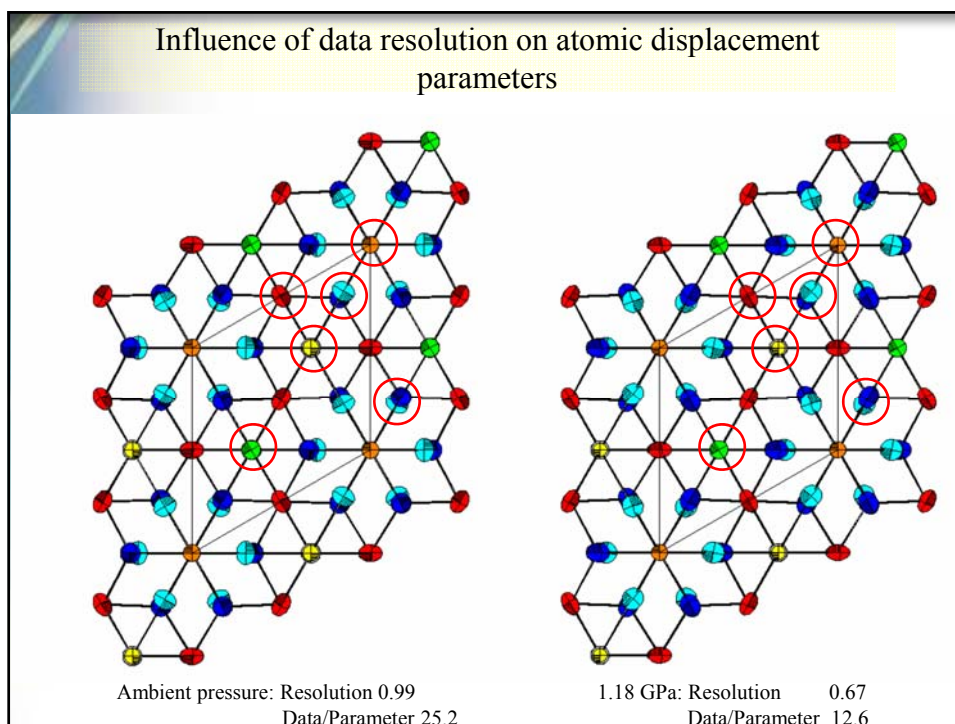 Influence of data resolution on atomic displacement
parameters
Ambient pressure: Resolution 0.99
Data/Parameter 25.2
1.18 GPa: Resolution 0.67
Data/Parameter 12.6